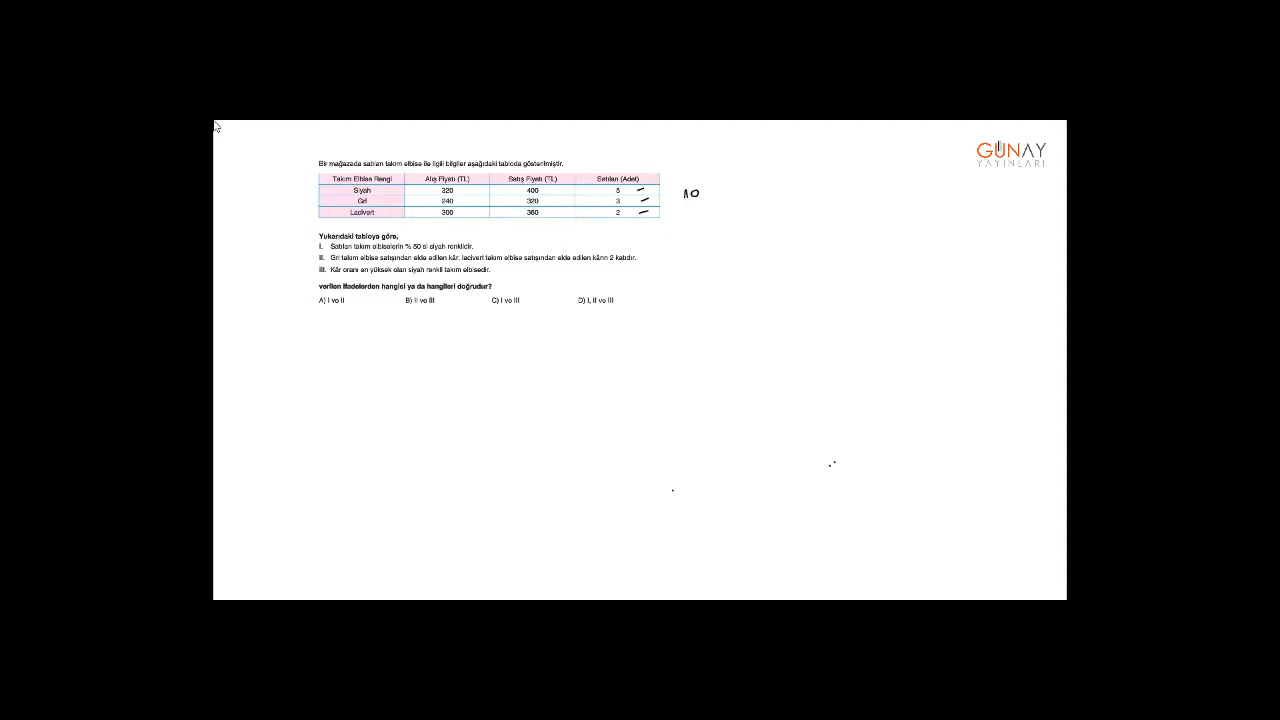 GÜNAY
YAYINLARI
Bir mağazada satılan takım elbise ile ilgili bilgiler aşağıdaki tabloda gösterilmiştir.
Takım Elbise Rengi Alış Fiyatı (TL) Satış Fiyatı (TL) Satılan (Adet)
Siyah 320 400 5
10
Gri 240 320 3
Lacivert 300 360 2
Yukarıdaki tabloya göre,
I. Satılan takım elbiselerin % 50 si siyah renklidir.
II. Gri takım elbise satışından elde edilen kâr, lacivert takım elbise satışından elde edilen kârın 2 katıdır.
III. Kâr oranı en yüksek olan siyah renkli takım elbisedir.
verilen ifadelerden hangisi ya da hangileri doğrudur?
A) I ve II B) II ve III C) I ve III D) I, II ve III